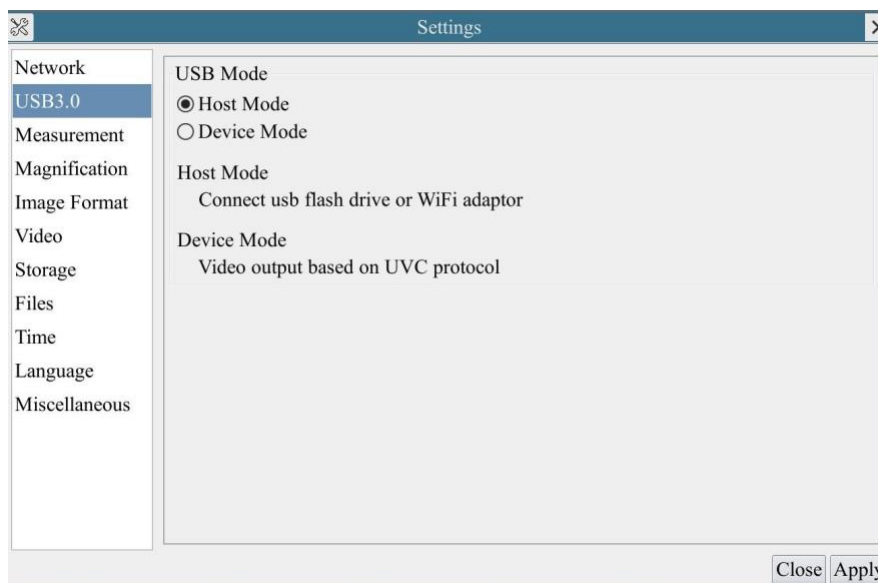 Settings
Network
USB3.0
Measurement
Magnification
Image Format
Video
Storage
Files
Time
Language
Miscellaneous
USB Mode
Host Mode
Device Mode
Host Mode
Connect usb flash drive or WiFi adaptor
Device Mode
Video output based on UVC protocol
Close Apply